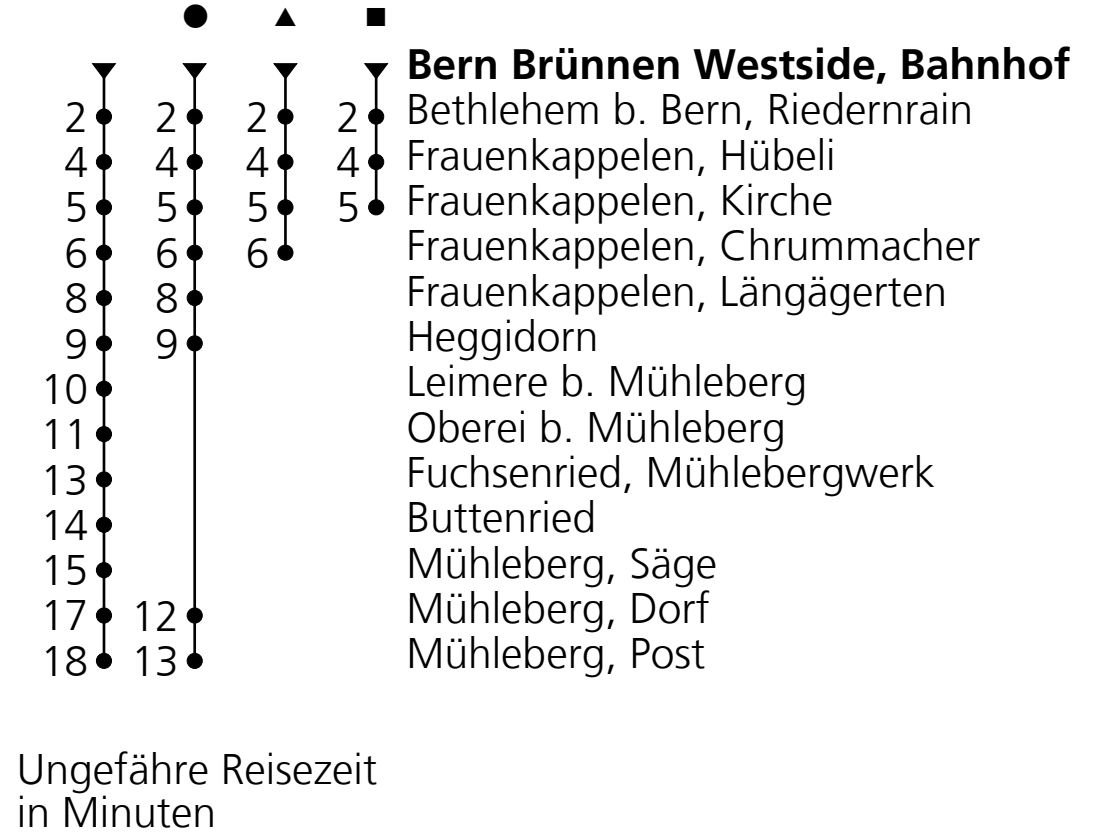 ● ▲ ■
Bern Brünnen Westside, Bahnhof
2 2 2 2 Bethlehem b. Bern, Riedernrain
4 4 4 4 Frauenkappelen, Hübeli
5 5 5 5 Frauenkappelen, Kirche
6 6 6 Frauenkappelen, Chrummacher
8 8 Frauenkappelen, Längägerten
9 9 Heggidorn
10 Leimere b. Mühleberg
11 Oberei b. Mühleberg
13 Fuchsenried, Mühlebergwerk
14 Buttenried
15 Mühleberg, Säge
17 12 Mühleberg, Dorf
18 13 Mühleberg, Post
Ungefähre Reisezeit
in Minuten